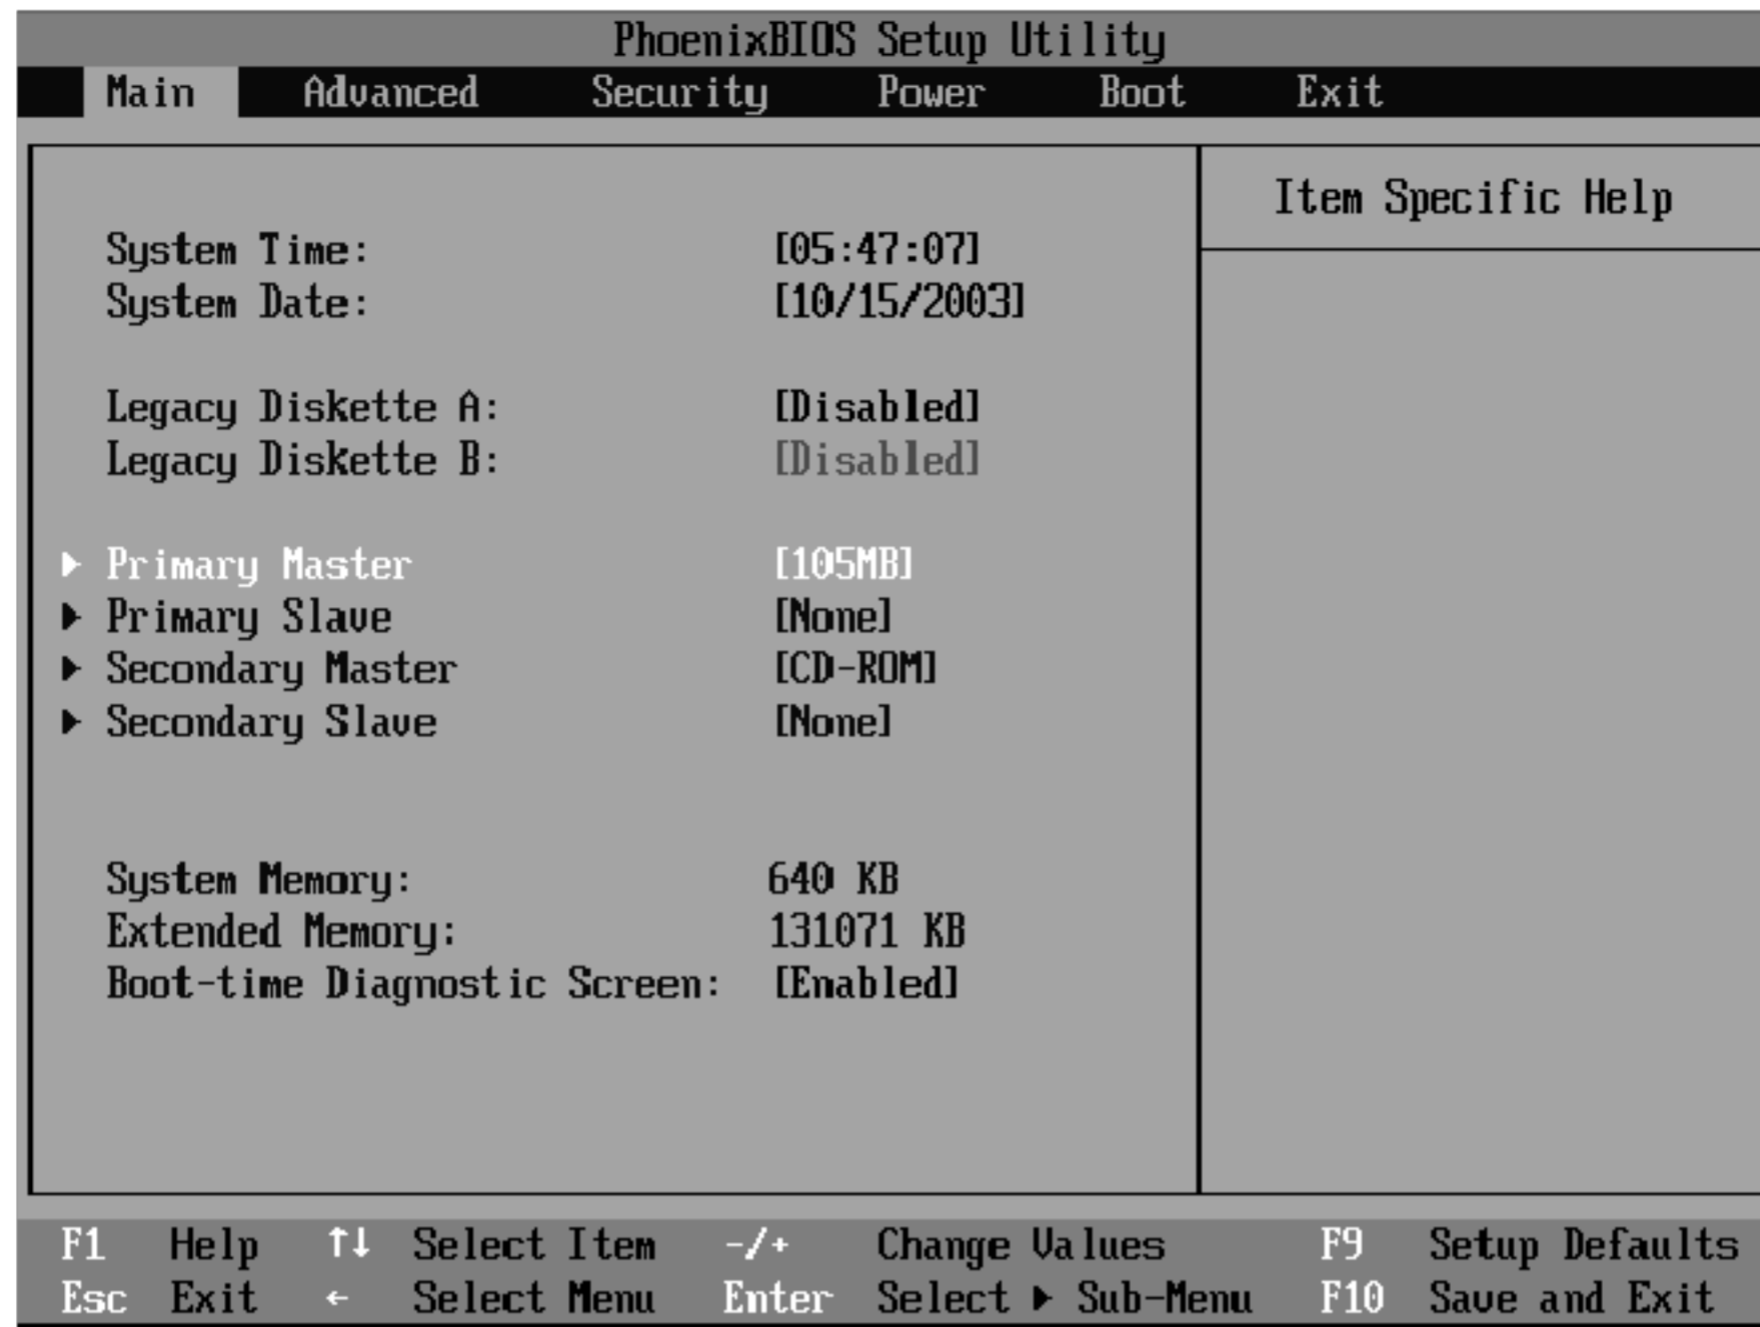 PhoenixBIOS Setup Utility
Main Advanced Security Power Boot Exit
Item Specific Help
System Time: [05:47:07]
System Date: [10/15/2003]
Legacy Diskette A: [Disabled]
Legacy Diskette B: [Disabled]
▶ Primary Master [105MB]
▶ Primary Slave [None]
▶ Secondary Master [CD-ROM]
▶ Secondary Slave [None]
System Memory: 640 KB
Extended Memory: 131071 KB
Boot-time Diagnostic Screen: [Enabled]
F1 Help ↑↓ Select Item -/+ Change Values F9 Setup Defaults
Esc Exit ← Select Menu Enter Select ▶ Sub-Menu F10 Save and Exit